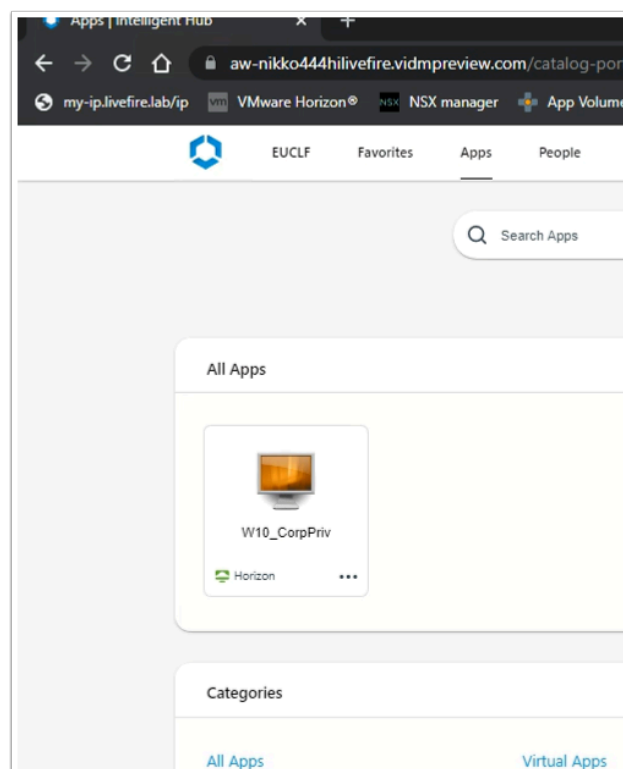 Apps | Intelligent Hub
aw-nikko444hilivefire.vidmpreview.com/catalog-por
my-ip.livefire.lab/ip VMware Horizon® NSX manager App Volume
EUCLF Favorites Apps People
Search Apps
All Apps
W10_CorpPriv
Horizon
Categories
All Apps Virtual Apps